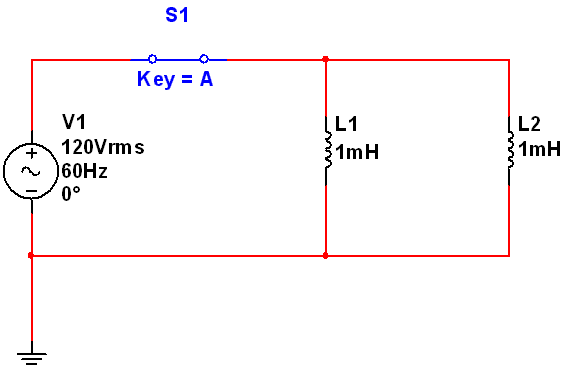 S1
Key = A
V1
120Vrms
60Hz
0°
L1
1mH
L2
1mH